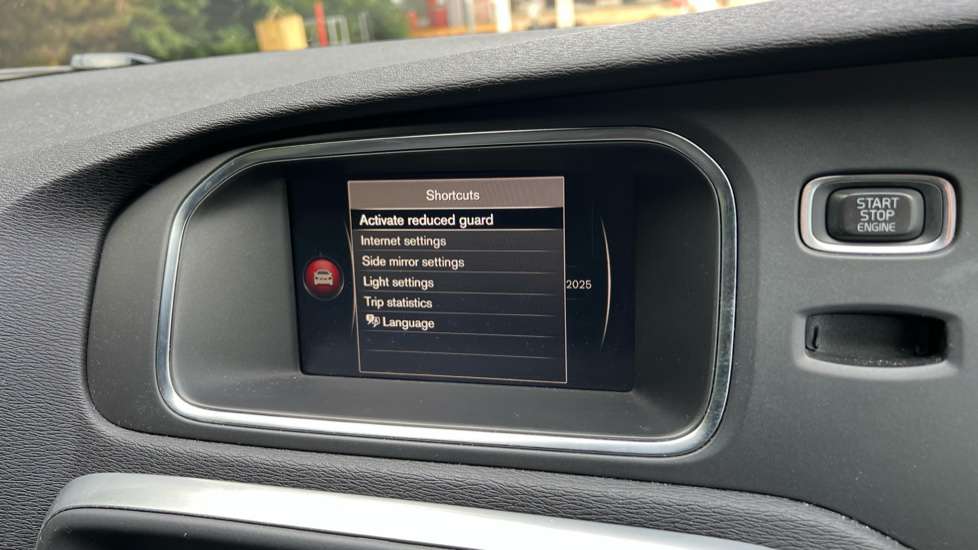 Shortcuts
Activate reduced guard
Internet settings
Side mirror settings
Light settings
Trip statistics
Language
2025
START
STOP
ENGINE